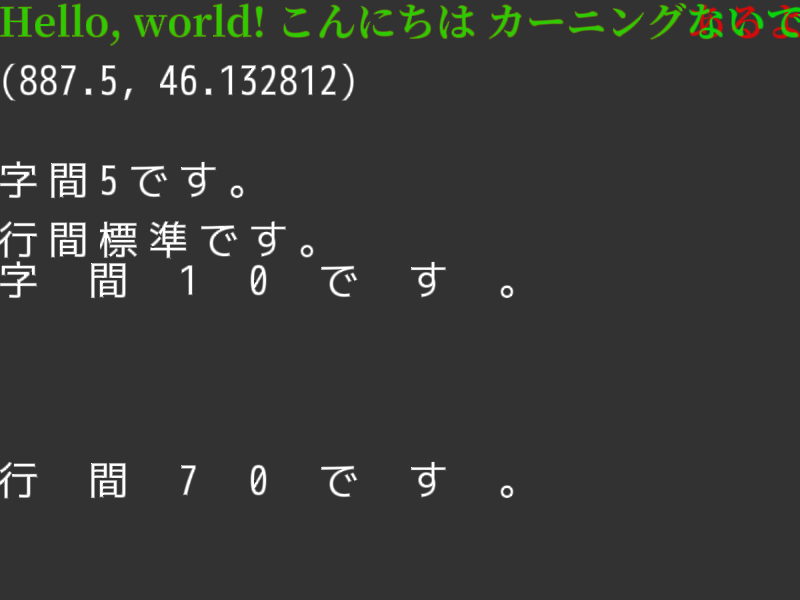 Hello, world! こんにちは カーニングないで
(887.5, 46.132812)
字間5です。
行間標準です。
字間10です。
行間70です。